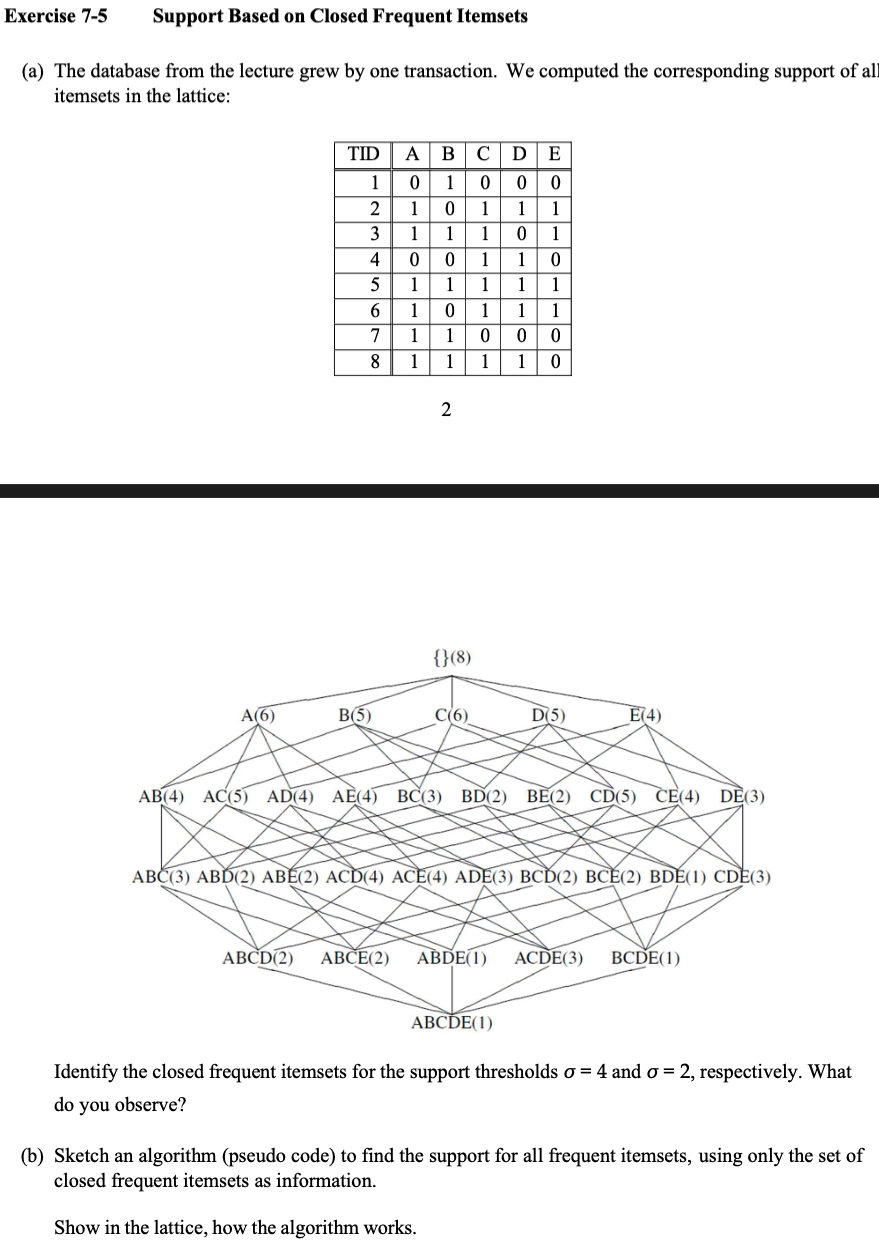 Exercise 7-5 Support Based on Closed Frequent Itemsets
(a) The database from the lecture grew by one transaction. We computed the corresponding support of all
itemsets in the lattice:
TID A B C D E
1 0 1 0 0 0
2 1 0 1 1 1
3 1 1 1 0 1
4 0 0 1 1 0
5 1 1 1 1 1
6 1 0 1 1 1
7 1 1 0 0 0
8 1 1 1 1 0
2
{}(8)
A(6) B(5) C(6) D(5) E(4)
AB(4) AC(5) AD(4) AE(4) BC(3) BD(2) BE(2) CD(5) CE(4) DE(3)
ABC(3) ABD(2) ABE(2) ACD(4) ACE(4) ADE(3) BCD(2) BCE(2) BDE(1) CDE(3)
ABCD(2) ABCE(2) ABDE(1) ACDE(3) BCDE(1)
ABCDE(1)
Identify the closed frequent itemsets for the support thresholds σ = 4 and σ = 2, respectively. What
do you observe?
(b) Sketch an algorithm (pseudo code) to find the support for all frequent itemsets, using only the set of
closed frequent itemsets as information.
Show in the lattice, how the algorithm works.